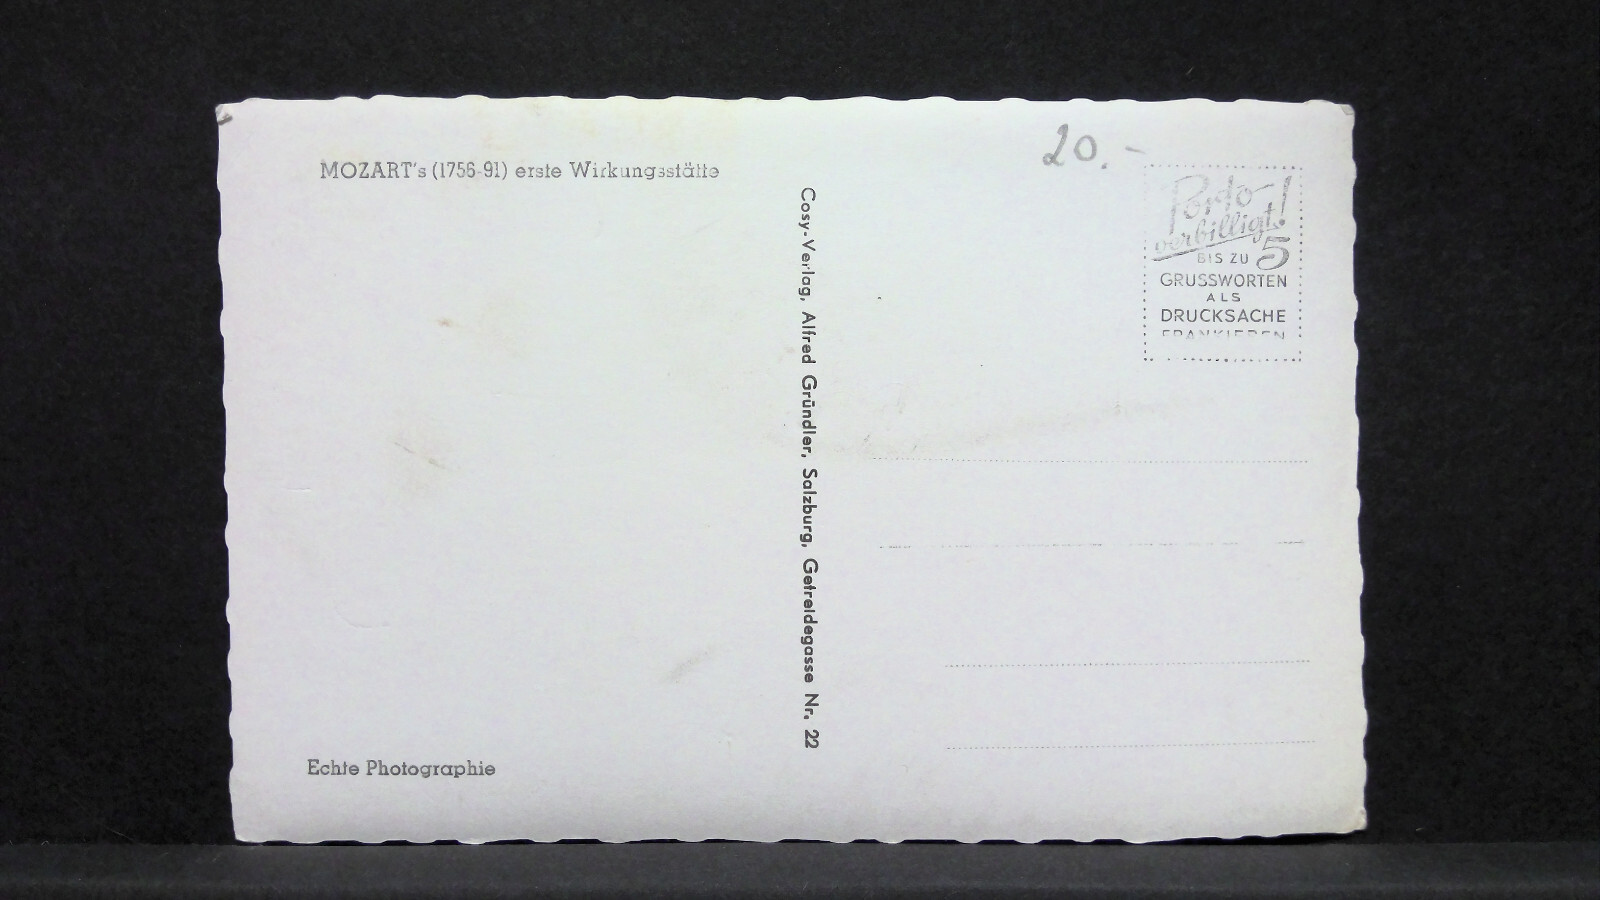 MOZART's (1756-91) erste Wirkungsstätte
Echte Photographie
Cosy-Verlag, Alfred Gründler, Salzburg, Getreidegasse Nr. 22
20.-
Porto
verbilligt!
BIS ZU 5
GRUSSWORTEN
ALS
DRUCKSACHE
FRANKIEREN